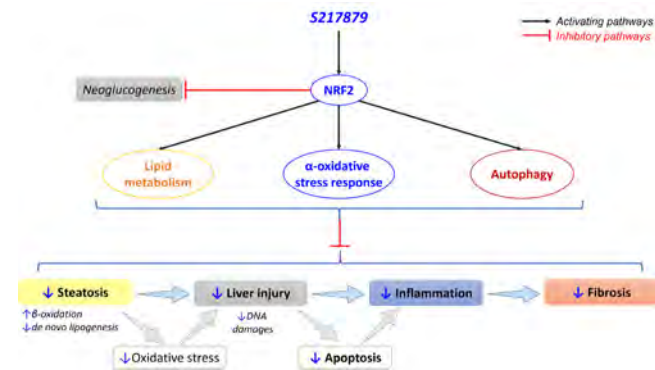 S217879
Activating pathways
Inhibitory pathways
Neoglucogenesis
NRF2
Lipid
metabolism
α-oxidative
stress response
Autophagy
↓ Steatosis
↓ Liver injury
↓ Inflammation
↓ Fibrosis
↑ β-oxidation
↓ de novo lipogenesis
↓DNA
damages
↓Oxidative stress
↓ Apoptosis